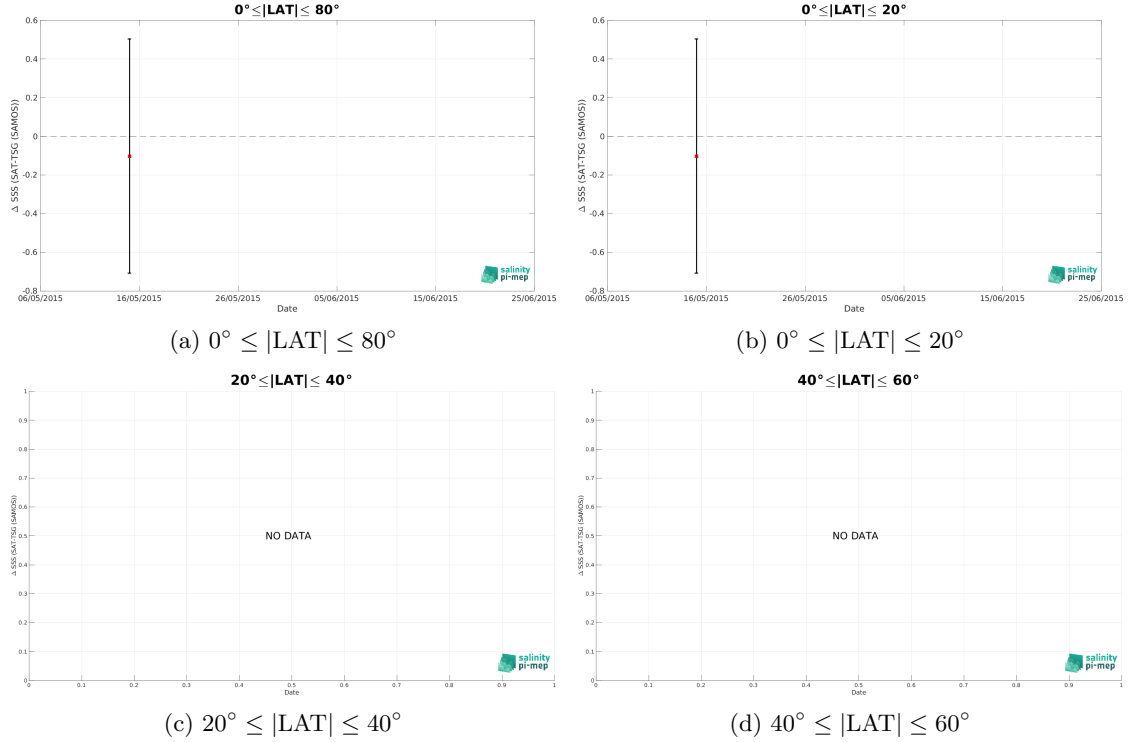 0°≤|LAT|≤ 80°
Δ SSS (SAT-TSG (SAMOS))
0.6
0.4
0.2
0
-0.2
-0.4
-0.6
-0.8
06/05/2015 16/05/2015 26/05/2015 05/06/2015 15/06/2015 25/06/2015
Date
salinity
pi-mep
(a) 0° ≤ |LAT| ≤ 80°
0°≤|LAT|≤ 20°
Δ SSS (SAT-TSG (SAMOS))
0.6
0.4
0.2
0
-0.2
-0.4
-0.6
-0.8
06/05/2015 16/05/2015 26/05/2015 05/06/2015 15/06/2015 25/06/2015
Date
salinity
pi-mep
(b) 0° ≤ |LAT| ≤ 20°
20°≤|LAT|≤ 40°
Δ SSS (SAT-TSG (SAMOS))
1
0.9
0.8
0.7
0.6
0.5
0.4
0.3
0.2
0.1
0
NO DATA
0 0.1 0.2 0.3 0.4 0.5 0.6 0.7 0.8 0.9 1
Date
salinity
pi-mep
(c) 20° ≤ |LAT| ≤ 40°
40°≤|LAT|≤ 60°
Δ SSS (SAT-TSG (SAMOS))
1
0.9
0.8
0.7
0.6
0.5
0.4
0.3
0.2
0.1
0
NO DATA
0 0.1 0.2 0.3 0.4 0.5 0.6 0.7 0.8 0.9 1
Date
salinity
pi-mep
(d) 40° ≤ |LAT| ≤ 60°